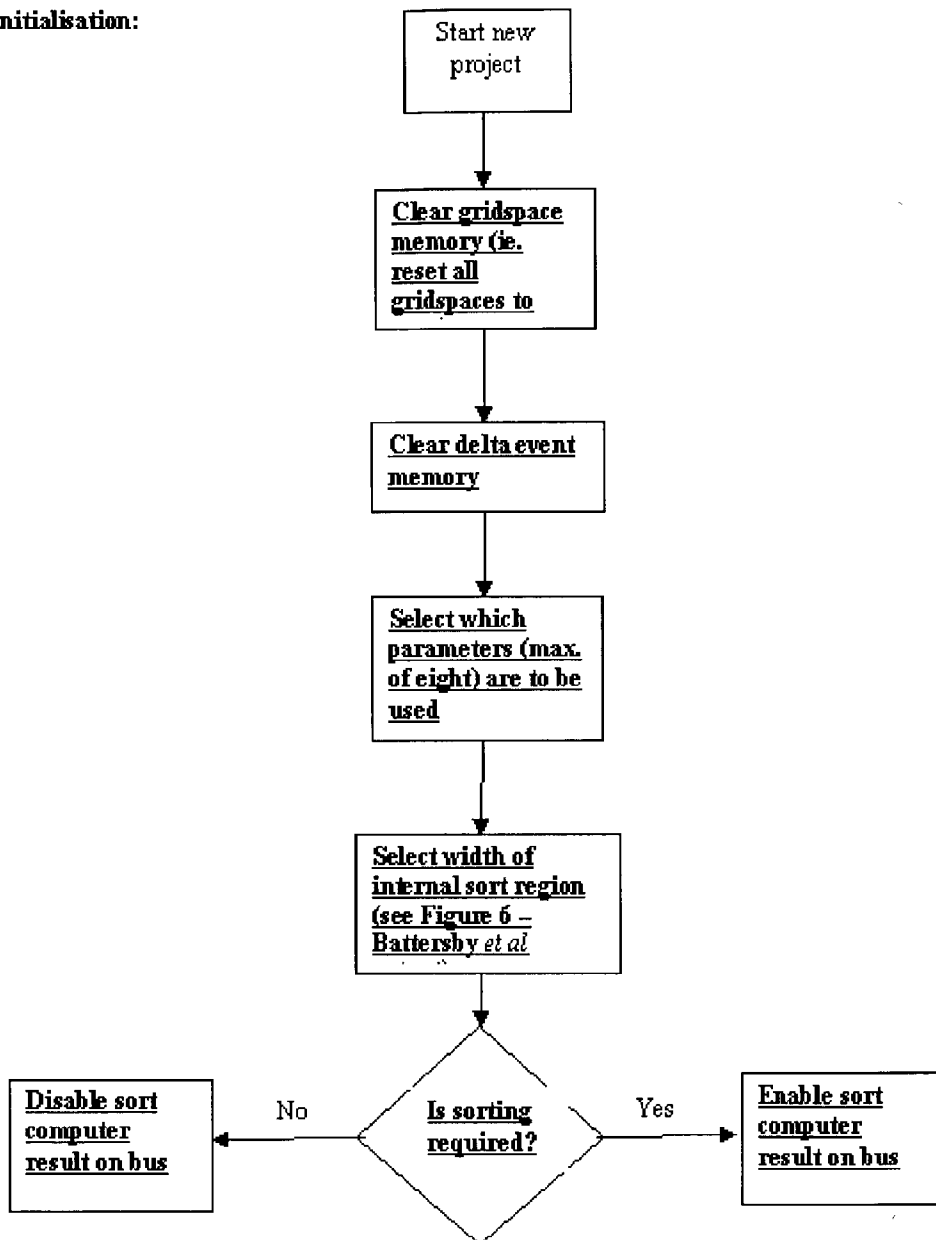 nitialisation:
Start new
project
Clear gridspace
memory (ie.
reset all
gridspaces to
Clear delta event
memory
Select which
parameters (max.
of eight) are to be
used
Select width of
internal sort region
(see Figure 6 –
Battersby et al
Is sorting
required?
No
Disable sort
computer
result on bus
Yes
Enable sort
computer
result on bus